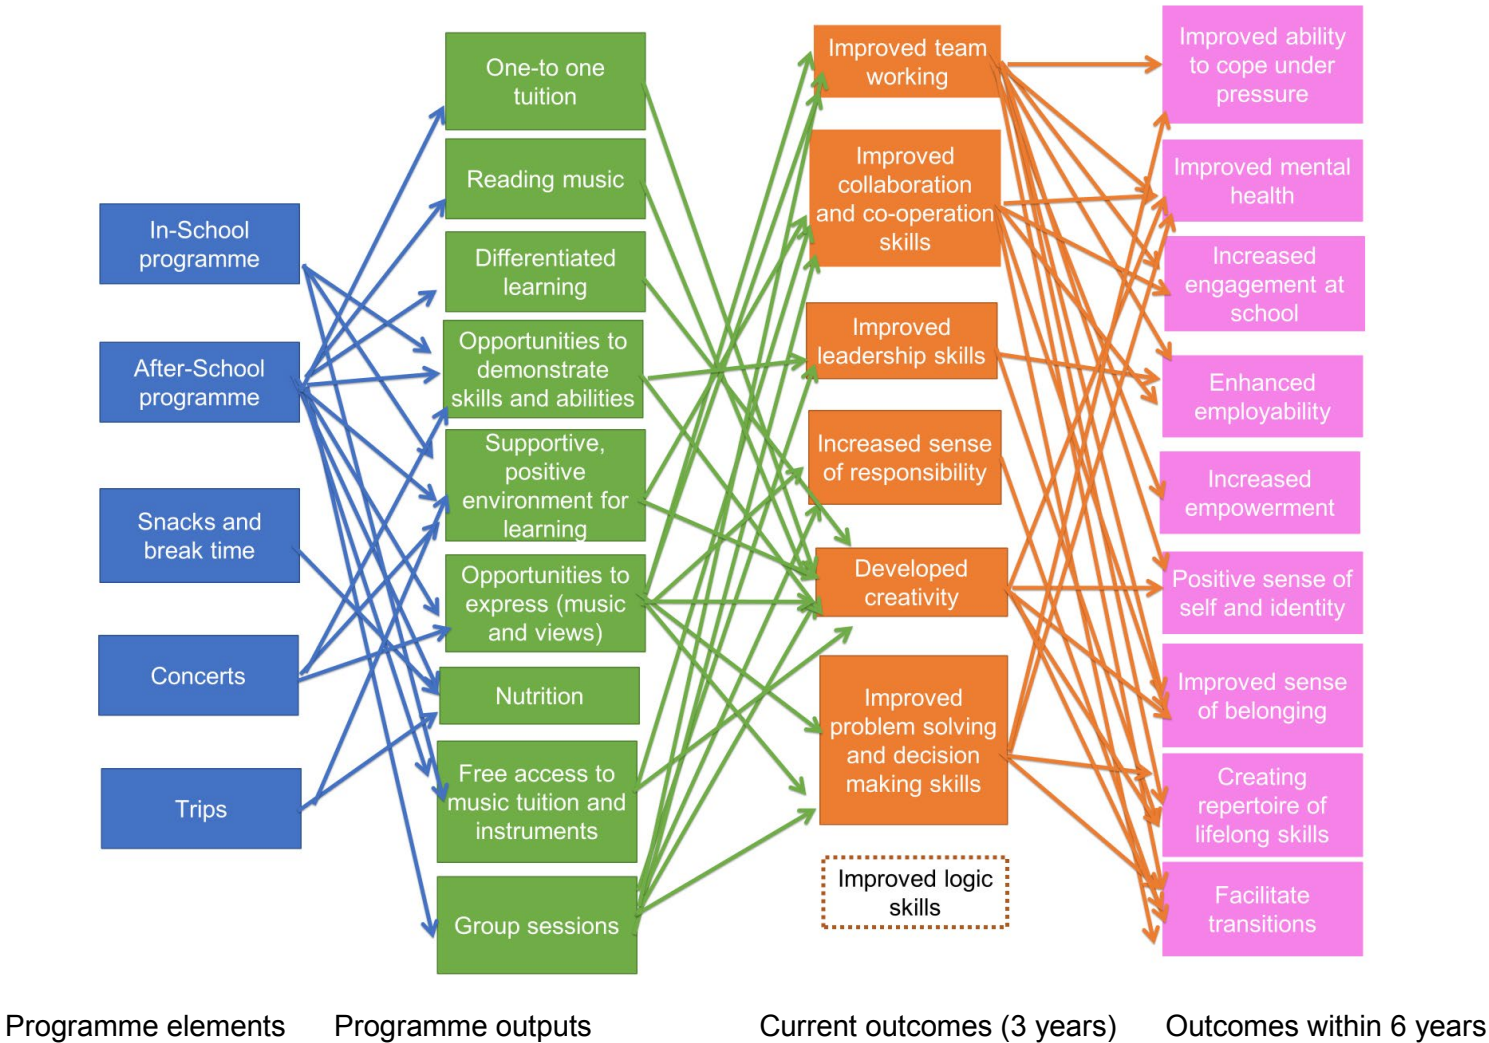 In-School
programme
After-School
programme
Snacks and
break time
Concerts
Trips
One-to one
tuition
Reading music
Differentiated
learning
Opportunities to
demonstrate
skills and abilities
Supportive,
positive
environment for
learning
Opportunities to
express (music
and views)
Nutrition
Free access to
music tuition and
instruments
Group sessions
Improved team
working
Improved
collaboration
and co-operation
skills
Improved
leadership skills
Increased sense
of responsibility
Developed
creativity
Improved
problem solving
and decision
making skills
Improved logic
skills
Improved ability
to cope under
pressure
Improved mental
health
Increased
engagement at
school
Enhanced
employability
Increased
empowerment
Positive sense of
self and identity
Improved sense
of belonging
Creating
repertoire of
lifelong skills
Facilitate
transitions
Programme elements
Programme outputs
Current outcomes (3 years)
Outcomes within 6 years